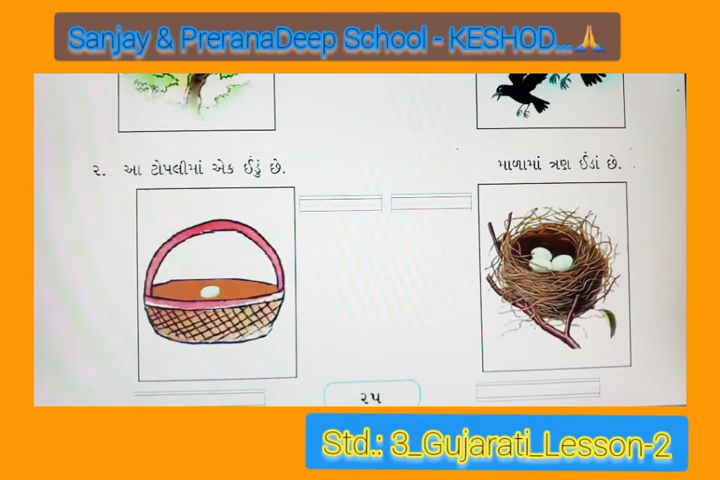 Sanjay & PreranaDeep School - KESHOD...🙏
૨. આ ટોપલીમાં એક ઈંડું છે.
માળામાં ત્રણ ઈંડાં છે.
૨૫
Std.: 3_Gujarati_Lesson-2